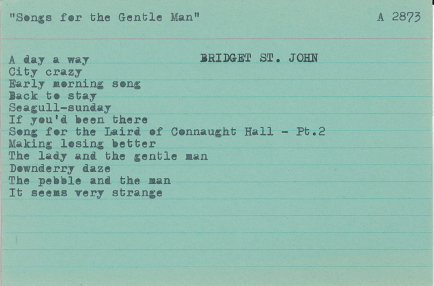 "Songs for the Gentle Man" A 2873
A day a way BRIDGET ST. JOHN
City crazy
Early morning song
Back to stay
Seagull-sunday
If you'd been there
Song for the Laird of Connaught Hall - Pt.2
Making losing better
The lady and the gentle man
Downderry daze
The pebble and the man
It seems very strange